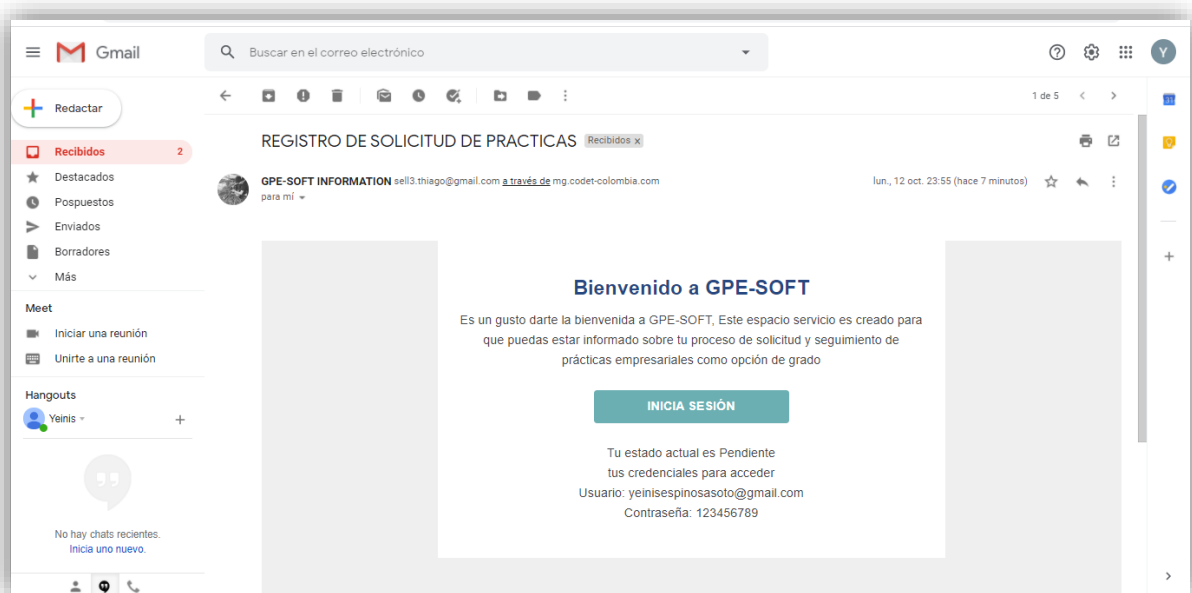 Gmail
Buscar en el correo electrónico
Y
Redactar
1 de 5
31
Recibidos 2
Destacados
Pospuestos
Enviados
Borradores
Más
Meet
Iniciar una reunión
Unirte a una reunión
Hangouts
Yeinis
No hay chats recientes.
Inicia uno nuevo.
REGISTRO DE SOLICITUD DE PRACTICAS Recibidos x
GPE-SOFT INFORMATION sell3.thiago@gmail.com a través de mg.codet-colombia.com
lun., 12 oct. 23:55 (hace 7 minutos)
para mí
Bienvenido a GPE-SOFT
Es un gusto darte la bienvenida a GPE-SOFT, Este espacio servicio es creado para
que puedas estar informado sobre tu proceso de solicitud y seguimiento de
prácticas empresariales como opción de grado
INICIA SESIÓN
Tu estado actual es Pendiente
tus credenciales para acceder
Usuario: yeinisespinosasoto@gmail.com
Contraseña: 123456789